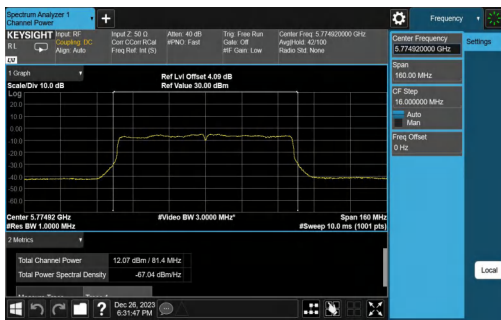 Spectrum Analyzer 1
Channel Power
Frequency
KEYSIGHT
RL
Input: RF
Coupling: DC
Align: Auto
Input Z: 50 Ω
Corr CCorr RCal
Freq Ref: Int (S)
Atten: 40 dB
#PNO: Fast
Trig: Free Run
Gate: Off
#IF Gain: Low
Center Freq: 5.774920000 GHz
Avg|Hold: 42/100
Radio Std: None
Center Frequency
5.774920000 GHz
Settings
Span
160.00 MHz
CF Step
16.000000 MHz
Auto
Man
Freq Offset
0 Hz
Local
1 Graph
Scale/Div 10.0 dB
Ref Lvl Offset 4.09 dB
Ref Value 30.00 dBm
Log
20.0
10.0
0.00
-10.0
-20.0
-30.0
-40.0
-50.0
-60.0
Center 5.77492 GHz
#Video BW 3.0000 MHz*
Span 160 MHz
#Res BW 1.0000 MHz
#Sweep 10.0 ms (1001 pts)
2 Metrics
Total Channel Power
12.07 dBm / 81.4 MHz
Total Power Spectral Density
-67.04 dBm/Hz
?
Dec 26, 2023
6:31:47 PM